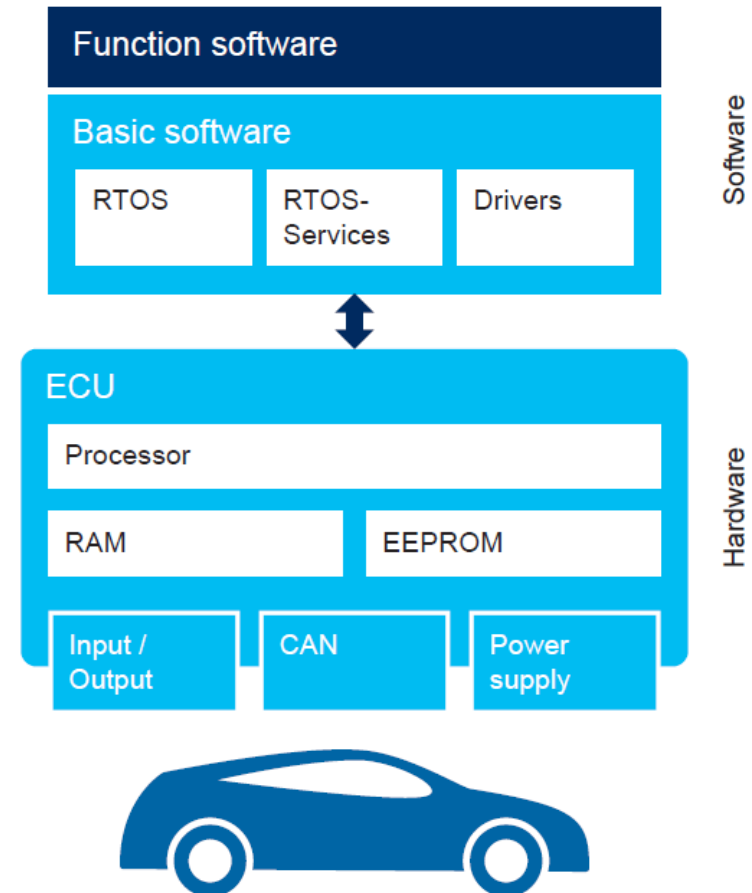 Function software
Basic software
RTOS
RTOS-
Services
Drivers
Software
ECU
Processor
RAM
EEPROM
Hardware
Input /
Output
CAN
Power
supply